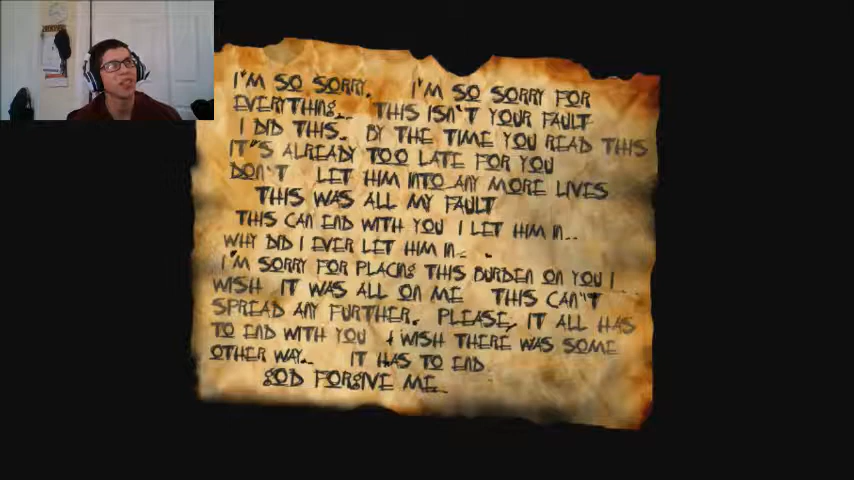 I'M SO SORRY. I'M SO SORRY FOR
EVERYTHING... THIS ISN'T YOUR FAULT
I DID THIS. BY THE TIME YOU READ THIS
IT'S ALREADY TOO LATE FOR YOU
DON'T LET HIM INTO ANY MORE LIVES
THIS WAS ALL MY FAULT
THIS CAN END WITH YOU I LET HIM IN...
WHY DID I EVER LET HIM IN...
I'M SORRY FOR PLACING THIS BURDEN ON YOU I
WISH IT WAS ALL ON ME THIS CAN'T
SPREAD ANY FURTHER. PLEASE, IT ALL HAS
TO END WITH YOU I WISH THERE WAS SOME
OTHER WAY... IT HAS TO END
GOD FORGIVE ME...